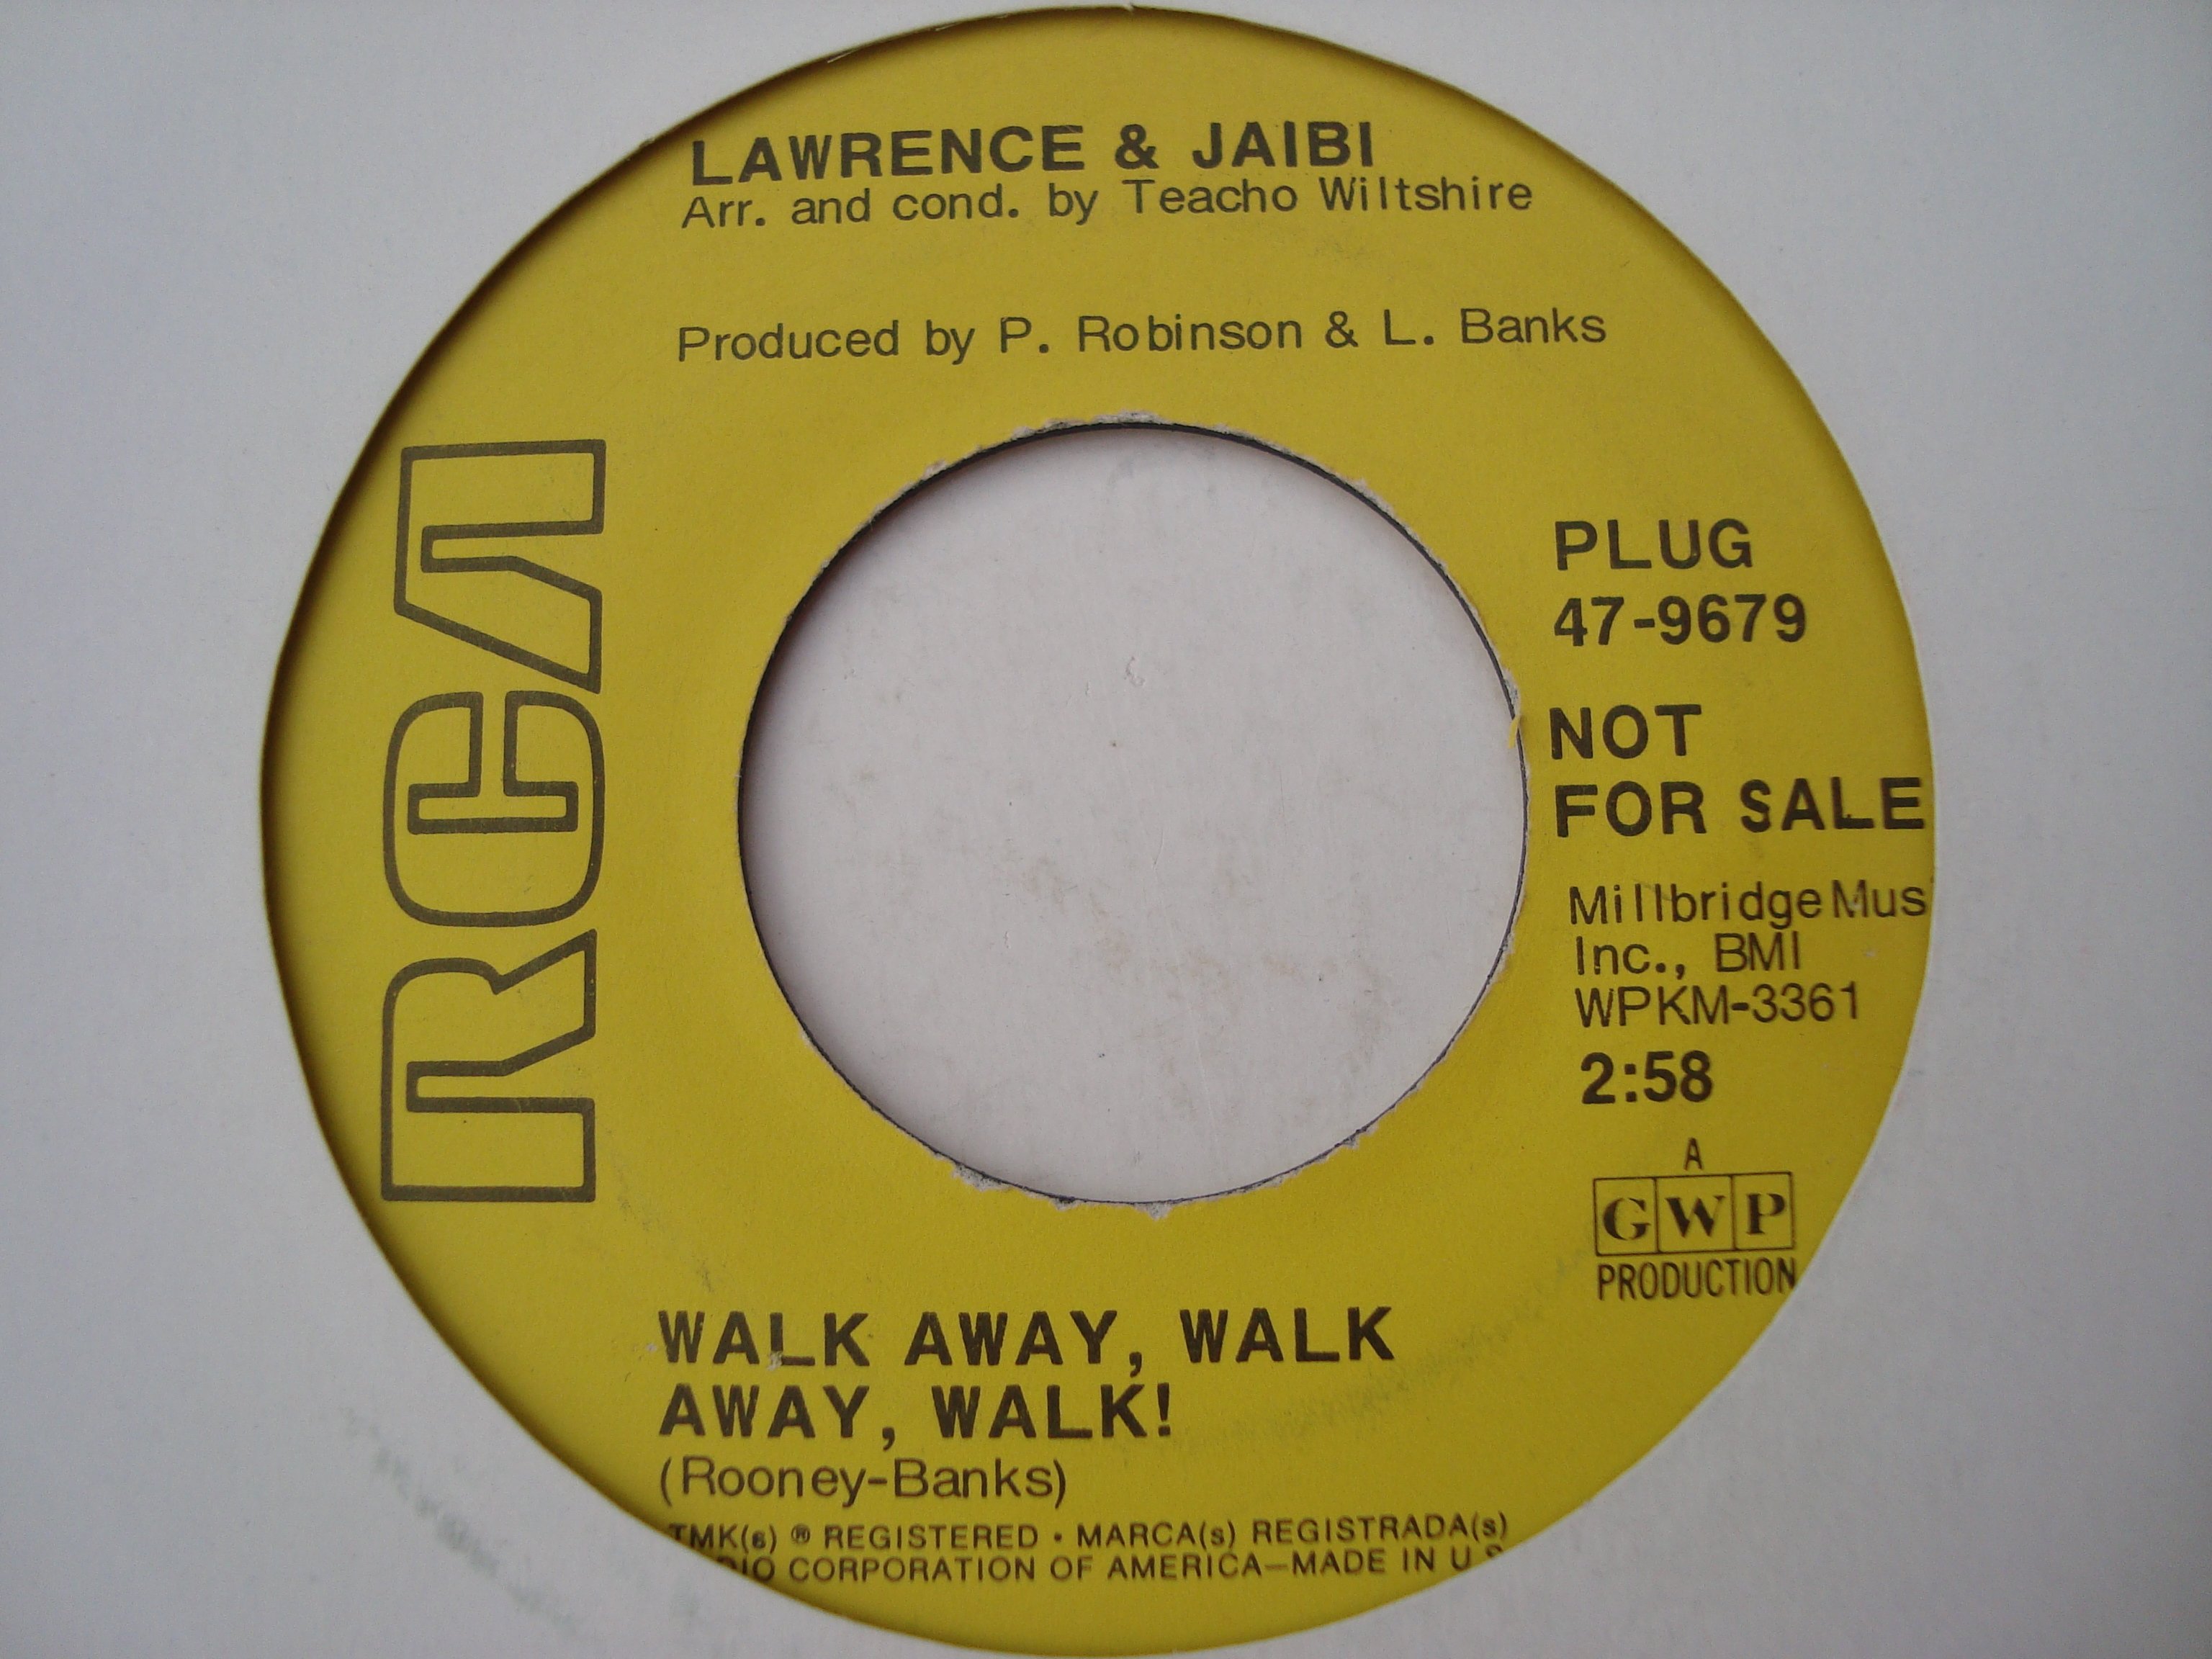 LAWRENCE & JAIBI
Arr. and cond. by Teacho Wiltshire
Produced by P. Robinson & L. Banks
RCA
PLUG
47-9679
NOT
FOR SALE
Millbridge Mus
Inc., BMI
WPKM-3361
2:58
A
GWP
PRODUCTION
WALK AWAY, WALK
AWAY, WALK!
(Rooney-Banks)
TMK(s) ® REGISTERED • MARCA(s) REGISTRADA(s)
CORPORATION OF AMERICA—MADE IN U